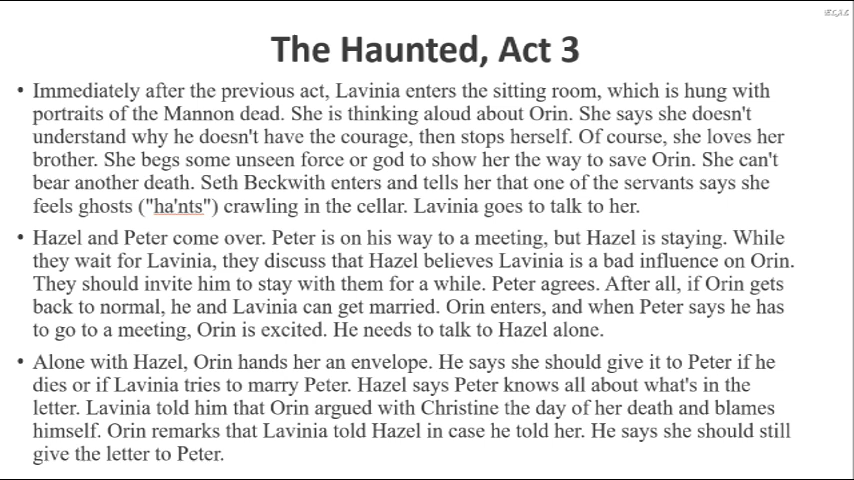 The Haunted, Act 3
• Immediately after the previous act, Lavinia enters the sitting room, which is hung with
portraits of the Mannon dead. She is thinking aloud about Orin. She says she doesn't
understand why he doesn't have the courage, then stops herself. Of course, she loves her
brother. She begs some unseen force or god to show her the way to save Orin. She can't
bear another death. Seth Beckwith enters and tells her that one of the servants says she
feels ghosts ("ha'nts") crawling in the cellar. Lavinia goes to talk to her.
• Hazel and Peter come over. Peter is on his way to a meeting, but Hazel is staying. While
they wait for Lavinia, they discuss that Hazel believes Lavinia is a bad influence on Orin.
They should invite him to stay with them for a while. Peter agrees. After all, if Orin gets
back to normal, he and Lavinia can get married. Orin enters, and when Peter says he has
to go to a meeting, Orin is excited. He needs to talk to Hazel alone.
• Alone with Hazel, Orin hands her an envelope. He says she should give it to Peter if he
dies or if Lavinia tries to marry Peter. Hazel says Peter knows all about what's in the
letter. Lavinia told him that Orin argued with Christine the day of her death and blames
himself. Orin remarks that Lavinia told Hazel in case he told her. He says she should still
give the letter to Peter.